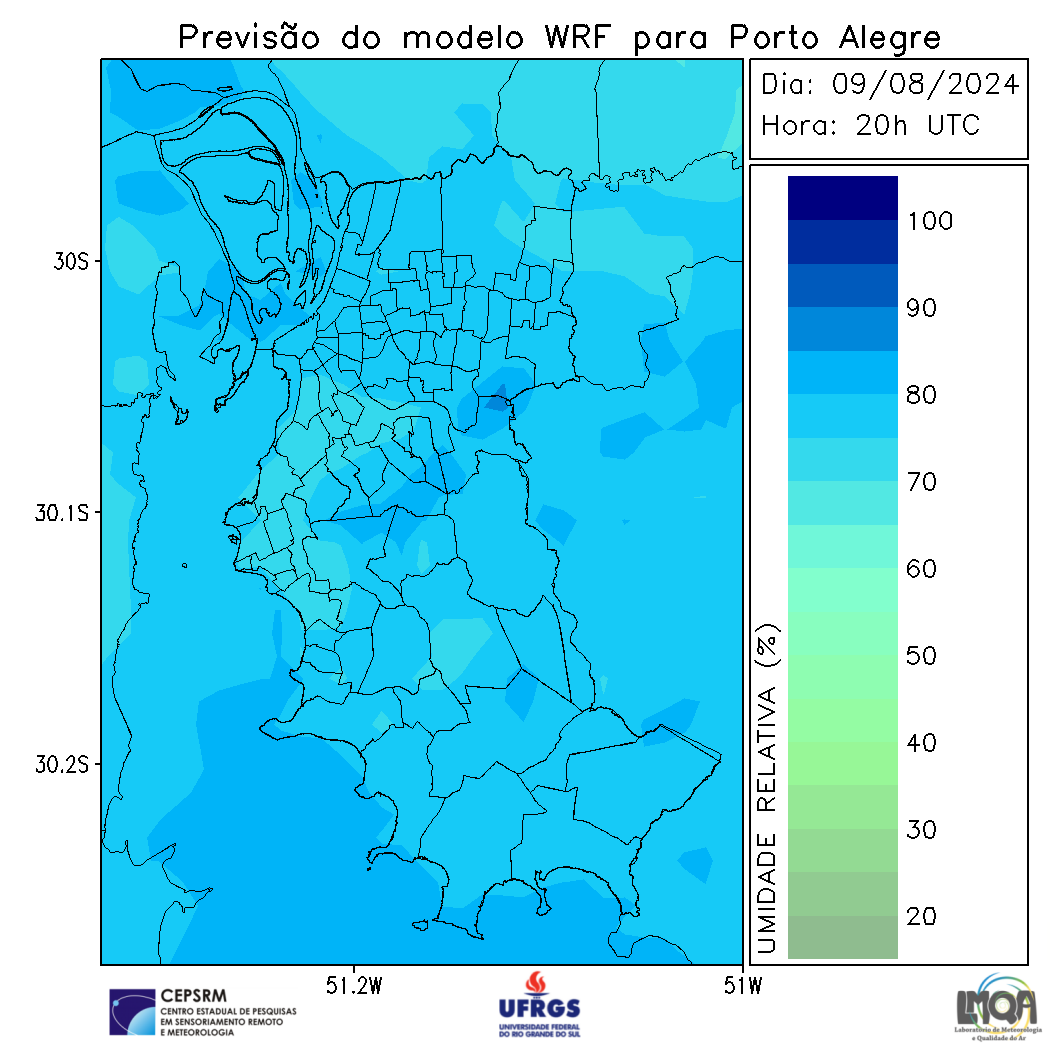 Previsão do modelo WRF para Porto Alegre
Dia: 09/08/2024
Hora: 20h UTC
30S
30.1S
30.2S
51.2W
51W
100
90
80
70
60
50
40
30
20
UMIDADE RELATIVA (%)
CEPSRM
CENTRO ESTADUAL DE PESQUISAS
EM SENSORIAMENTO REMOTO
E METEOROLOGIA
UFRGS
UNIVERSIDADE FEDERAL
DO RIO GRANDE DO SUL
LMQA
Laboratório de Meteorologia
e Qualidade do Ar